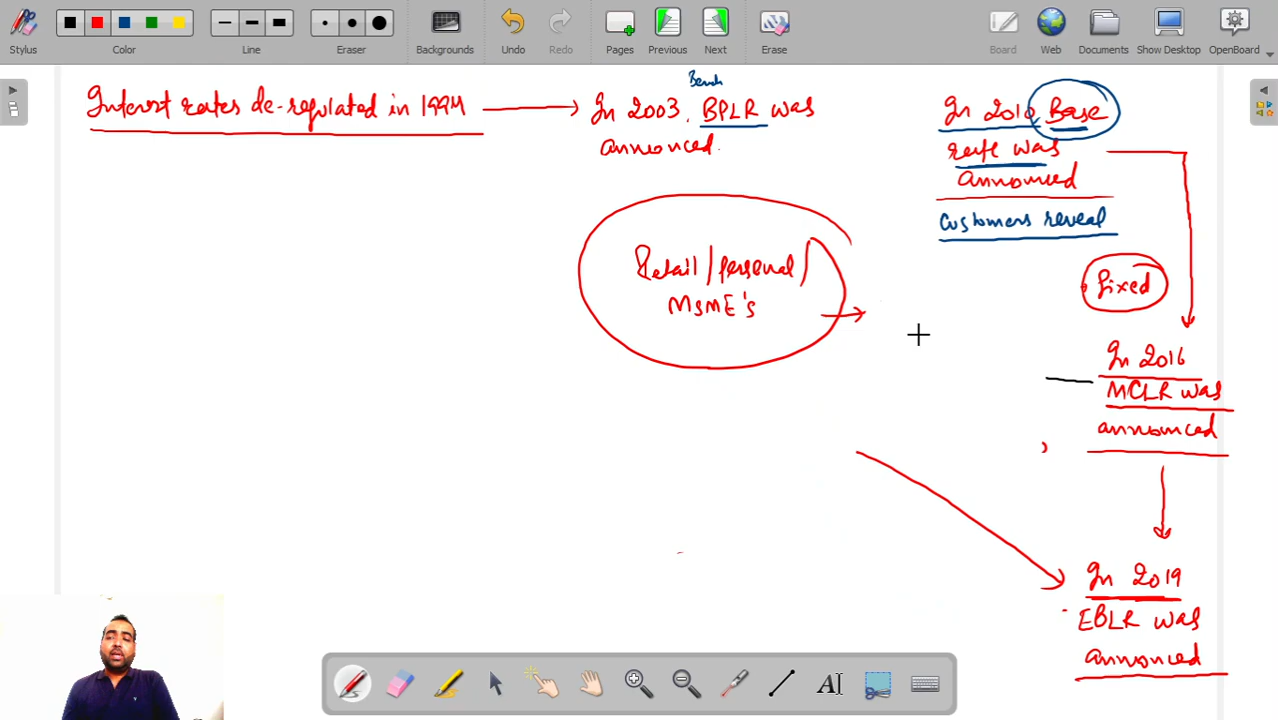 Stylus
Color
Line
Eraser
Backgrounds
Undo
Redo
Pages
Previous
Next
Erase
Board
Web
Documents
Show Desktop
OpenBoard
Interest rates de-regulated in 1994
In 2003. BPLR was
announced.
In 2010 Base
rate was
announced
Customers reveal
Retail/personal/
MSME's
fixed
In 2016
MCLR was
announced
In 2019
EBLR was
announced